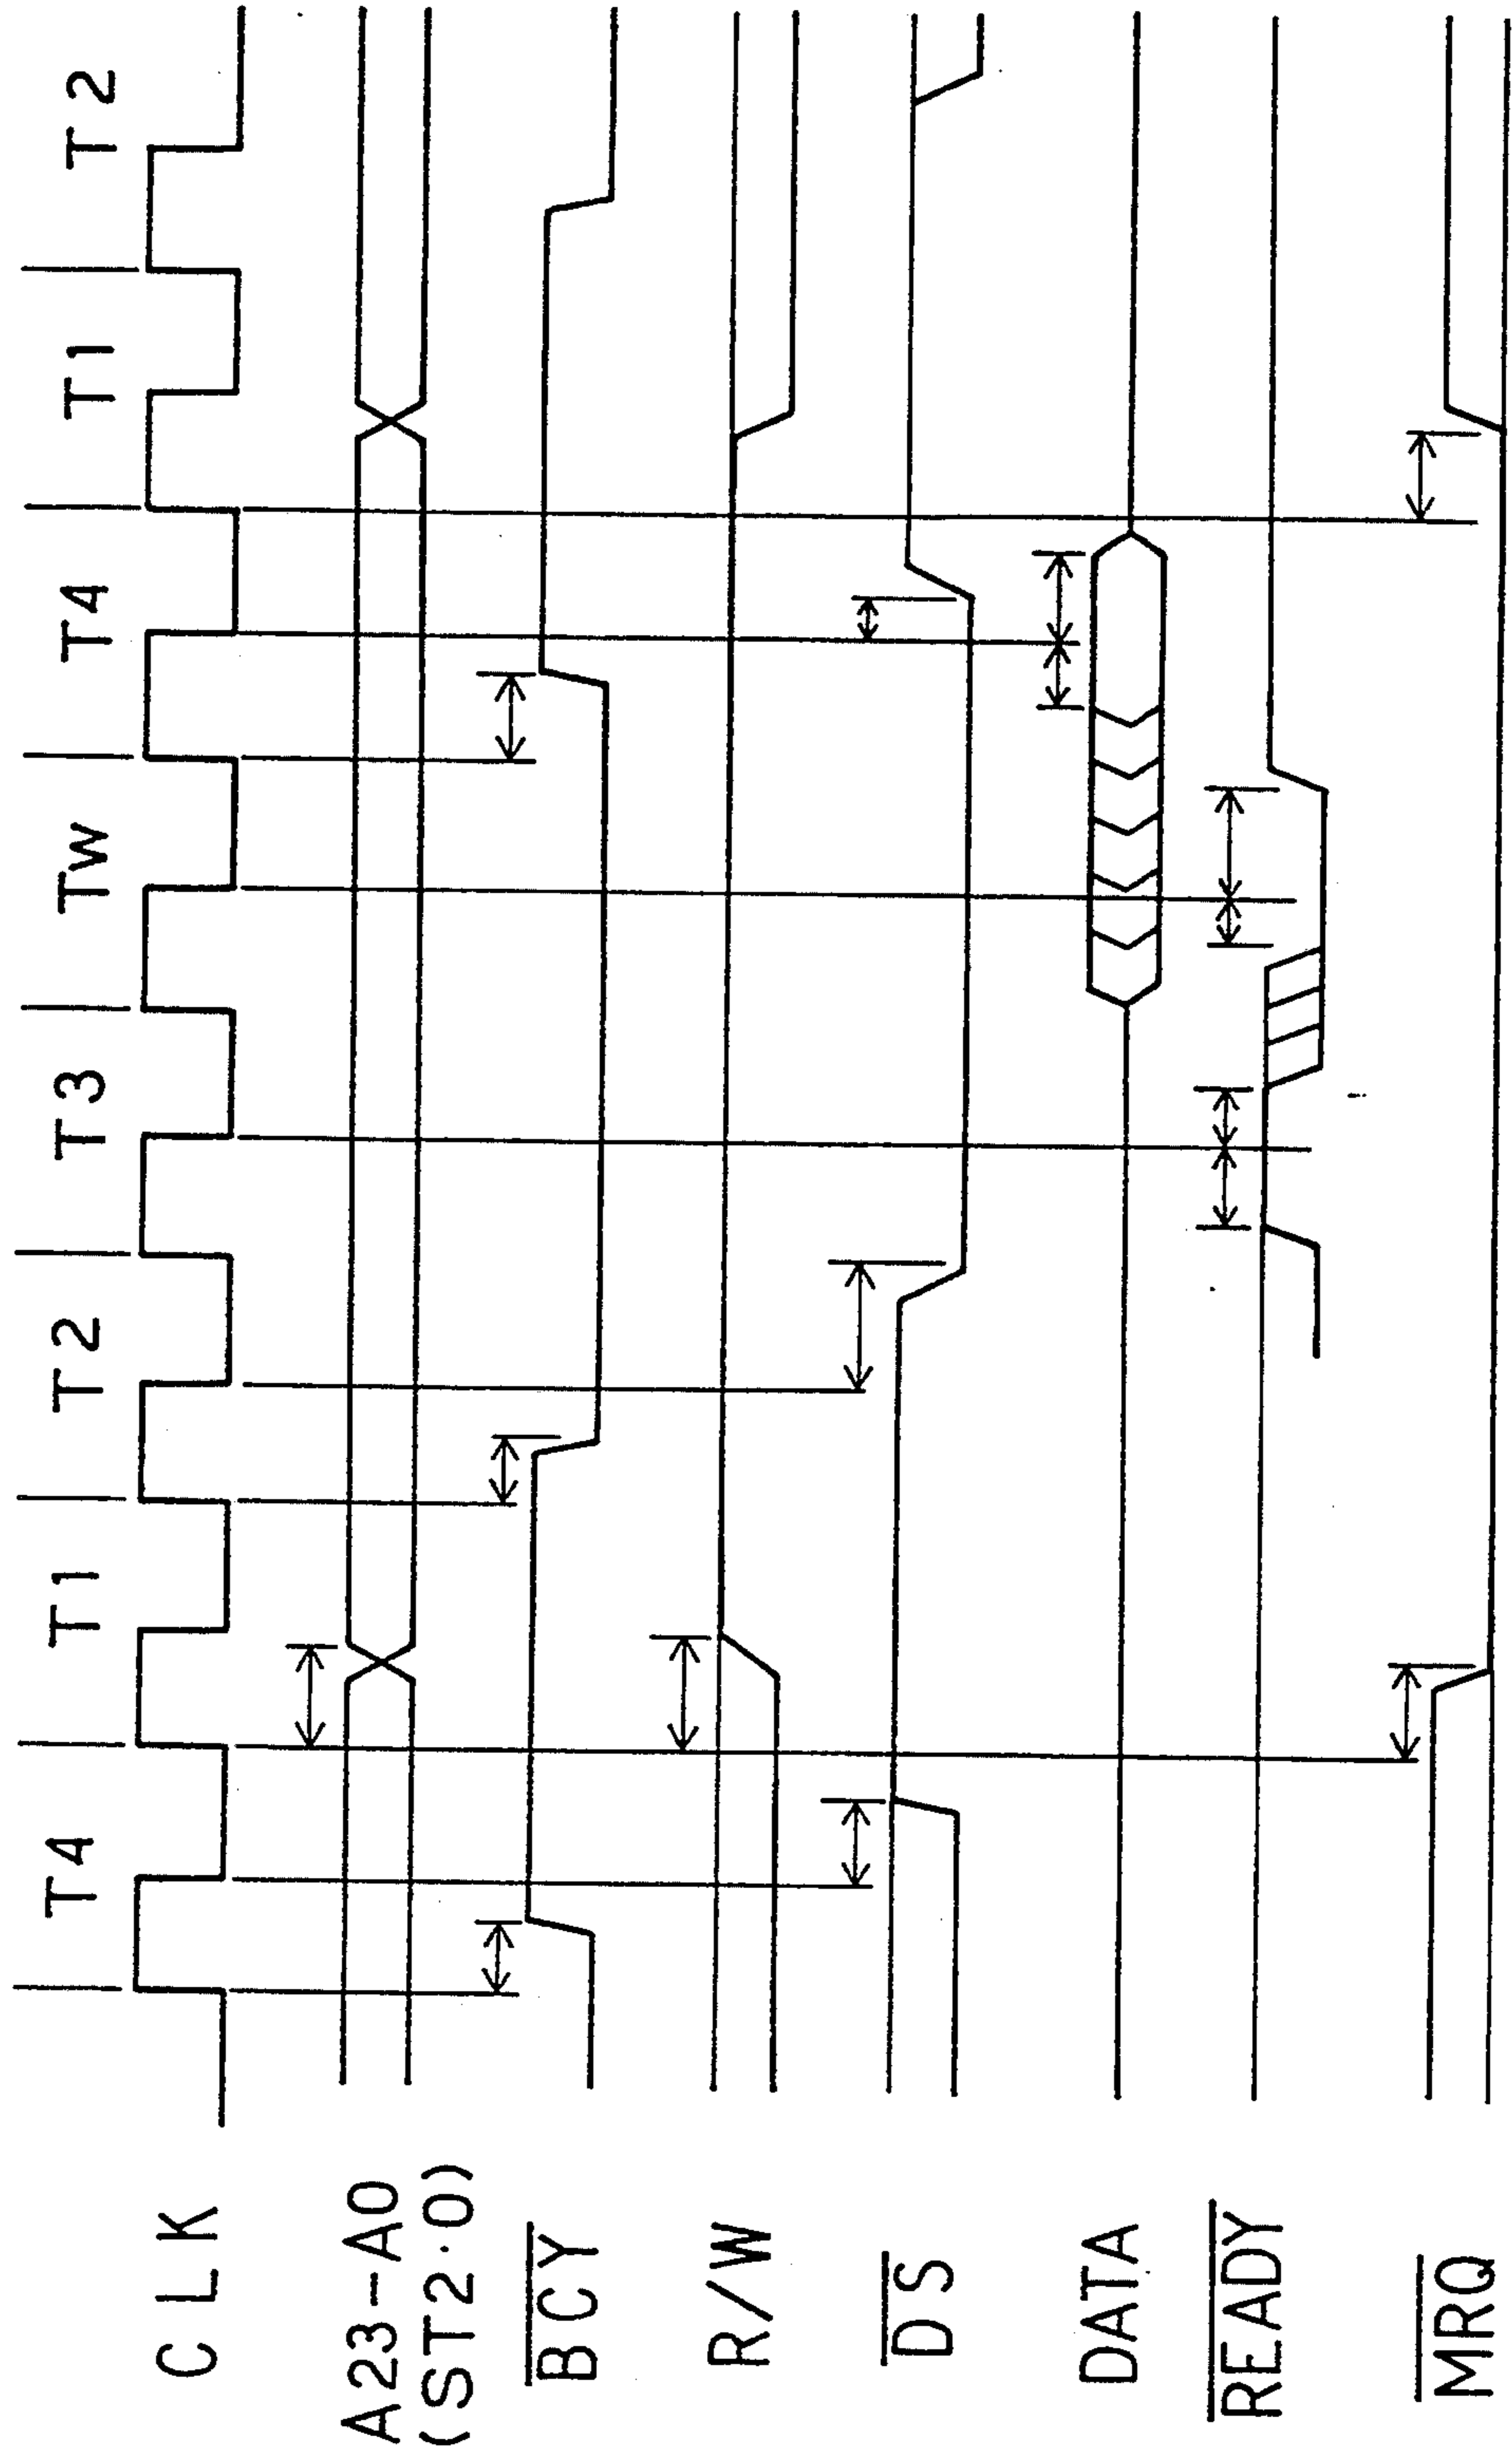 T4 T1 T2 T3 TW T4 T1 T2
CLK
A23-A0
(ST2·0)
BCY
R/W
DS
DATA
READY
MRQ